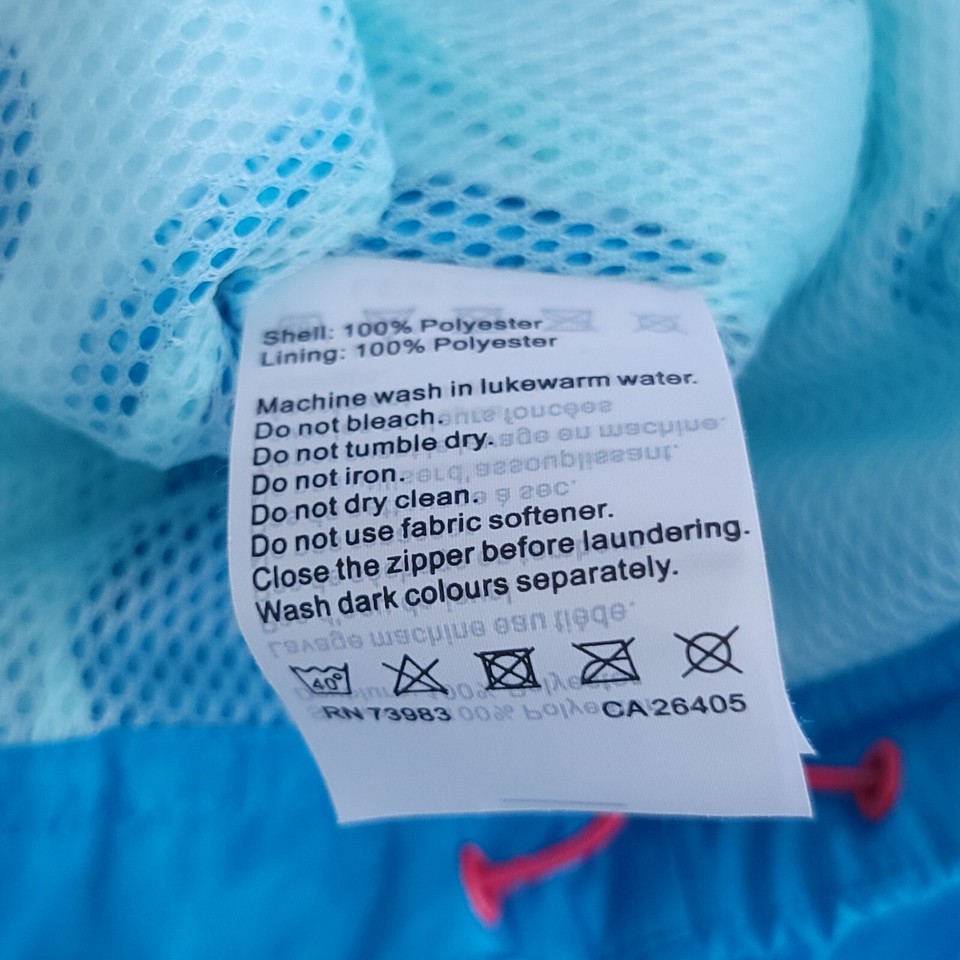 Shell: 100% Polyester
Lining: 100% Polyester
Machine wash in lukewarm water.
Do not bleach.
Do not tumble dry.
Do not iron.
Do not dry clean.
Do not use fabric softener.
Close the zipper before laundering.
Wash dark colours separately.
40°
RN 73983 CA 26405